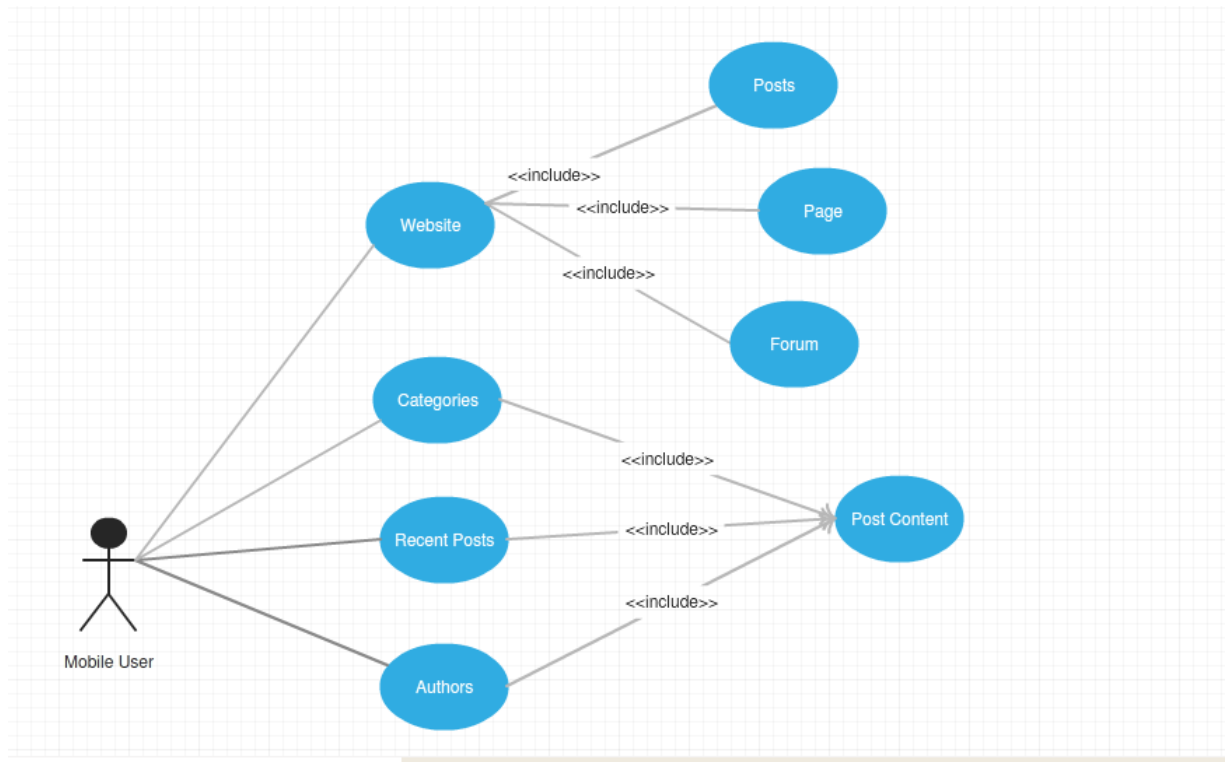 Posts
<<include>>
Page
<<include>>
Website
<<include>>
Forum
Categories
<<include>>
Post Content
<<include>>
Recent Posts
<<include>>
Mobile User
Authors